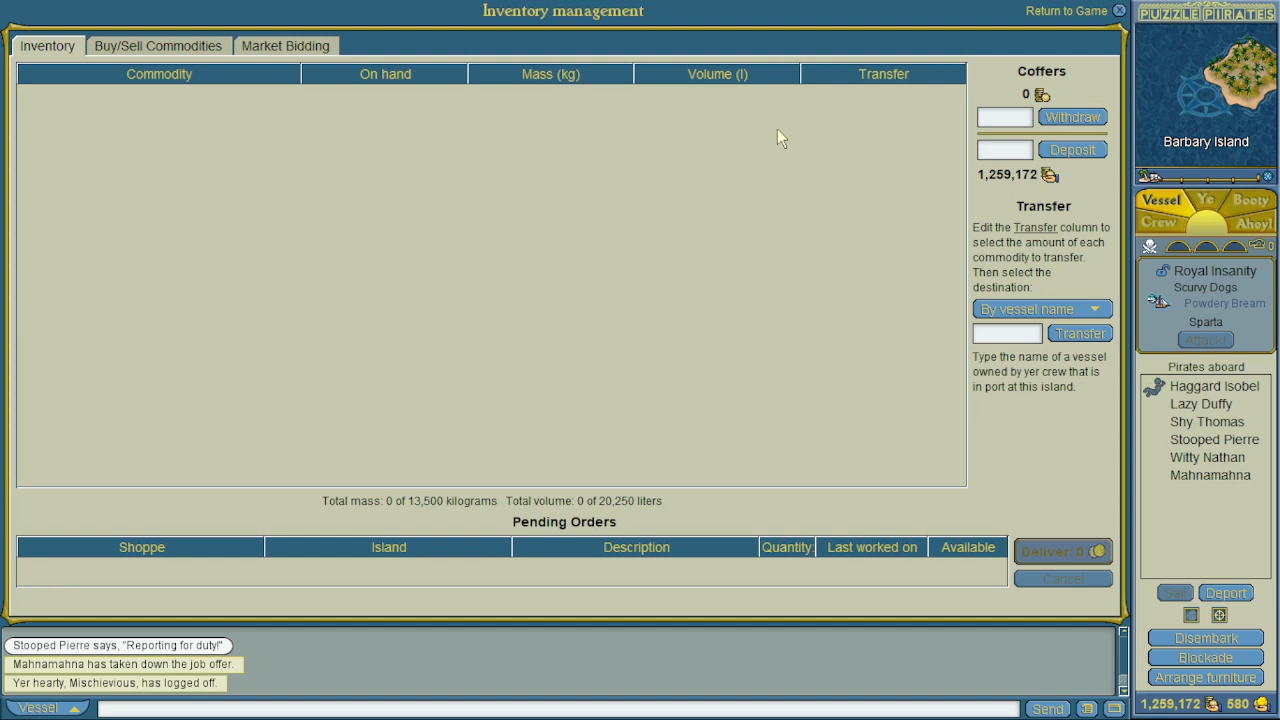 Inventory management
Return to Game
PUZZLE PIRATES
Inventory
Buy/Sell Commodities
Market Bidding
Commodity
On hand
Mass (kg)
Volume (l)
Transfer
Coffers
0
Withdraw
Deposit
1,259,172
Transfer
Edit the Transfer column to
select the amount of each
commodity to transfer.
Then select the
destination:
By vessel name
Transfer
Type the name of a vessel
owned by yer crew that is
in port at this island.
Total mass: 0 of 13,500 kilograms Total volume: 0 of 20,250 liters
Pending Orders
Shoppe
Island
Description
Quantity
Last worked on
Available
Deliver: 0
Cancel
Stooped Pierre says, "Reporting for duty!"
Mahnamahna has taken down the job offer.
Yer hearty, Mischievious, has logged off.
Vessel
Send
Barbary Island
Vessel
Ye
Booty
Crew
Ahoy!
0
Royal Insanity
Scurvy Dogs
Powdery Bream
Sparta
Attack!
Pirates aboard
Haggard Isobel
Lazy Duffy
Shy Thomas
Stooped Pierre
Witty Nathan
Mahnamahna
Sail
Deport
Disembark
Blockade
Arrange furniture
1,259,172
580